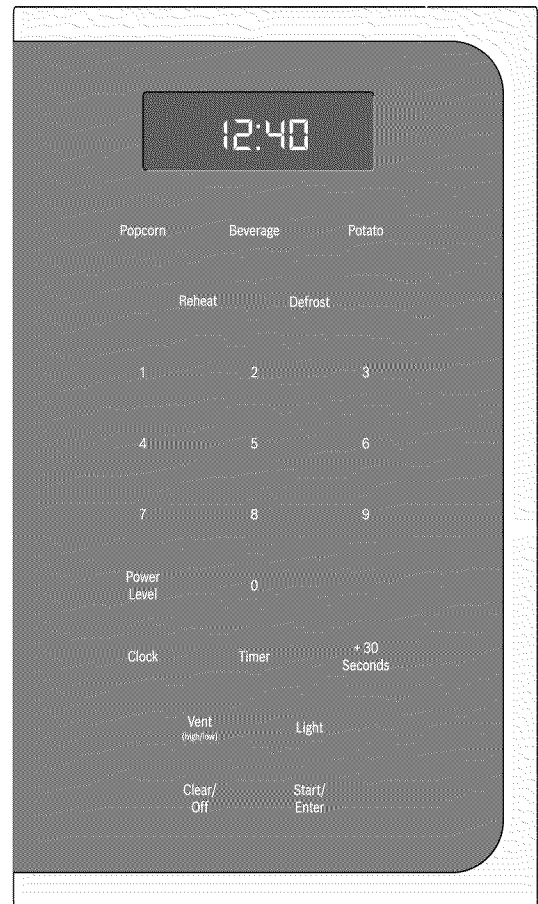 12:40
Popcorn Beverage Potato
Reheat Defrost
1 2 3
4 5 6
7 8 9
Power
Level
0
Clock Timer + 30
Seconds
Vent
(high/low)
Light
Clear/
Off
Start/
Enter